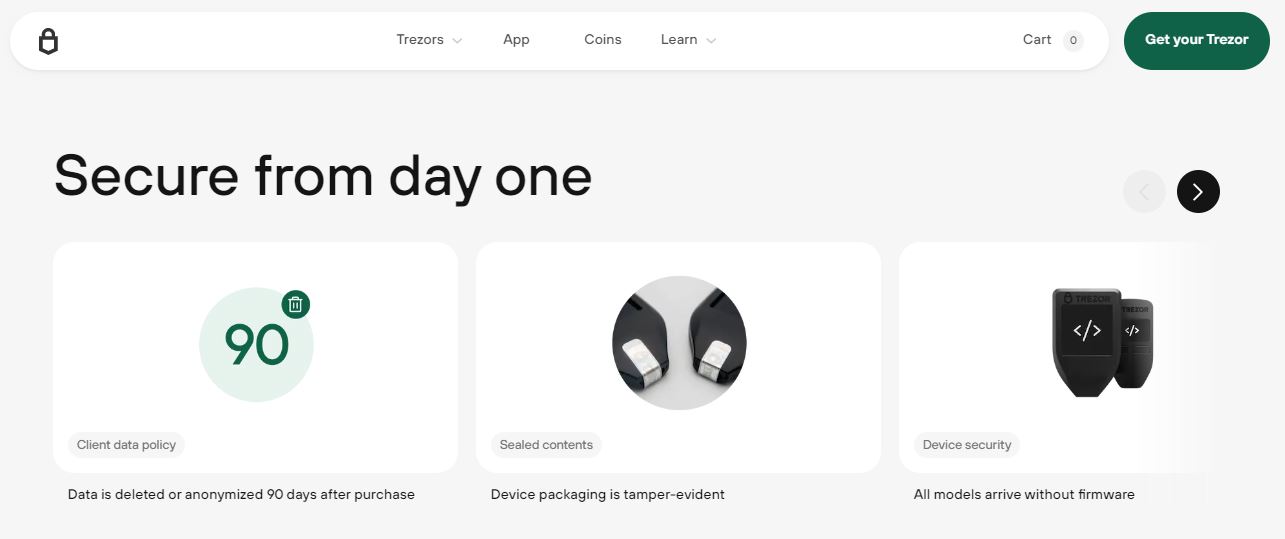 Trezors
App
Coins
Learn
Cart 0
Get your Trezor
Secure from day one
90
TREZOR
</>
TREZOR
</>
Client data policy
Sealed contents
Device security
Data is deleted or anonymized 90 days after purchase
Device packaging is tamper-evident
All models arrive without firmware